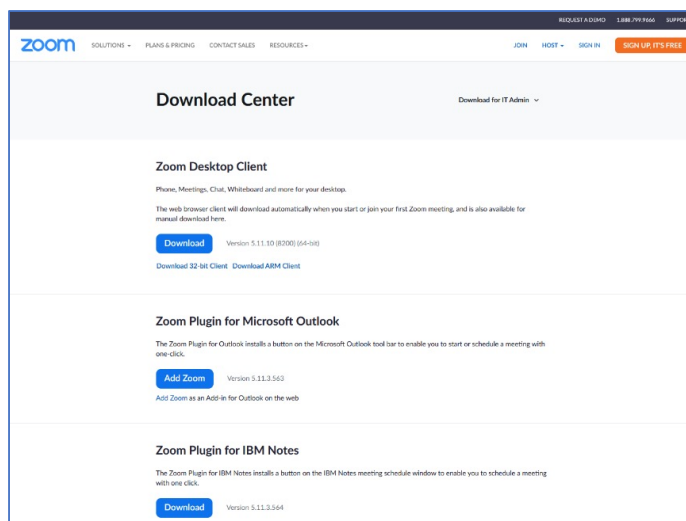 REQUEST A DEMO 1.888.799.9666 SUPPOR
zoom SOLUTIONS PLANS & PRICING CONTACT SALES RESOURCES JOIN HOST SIGN IN SIGN UP, IT'S FREE
Download Center Download for IT Admin
Zoom Desktop Client
Phone, Meetings, Chat, Whiteboard and more for your desktop.
The web browser client will download automatically when you start or join your first Zoom meeting, and is also available for
manual download here.
Download Version 5.11.10 (8200) (64-bit)
Download 32-bit Client Download ARM Client
Zoom Plugin for Microsoft Outlook
The Zoom Plugin for Outlook installs a button on the Microsoft Outlook tool bar to enable you to start or schedule a meeting with
one-click.
Add Zoom Version 5.11.3.563
Add Zoom as an Add-in for Outlook on the web
Zoom Plugin for IBM Notes
The Zoom Plugin for IBM Notes installs a button on the IBM Notes meeting schedule window to enable you to schedule a meeting
with one click.
Download Version 5.11.3.564